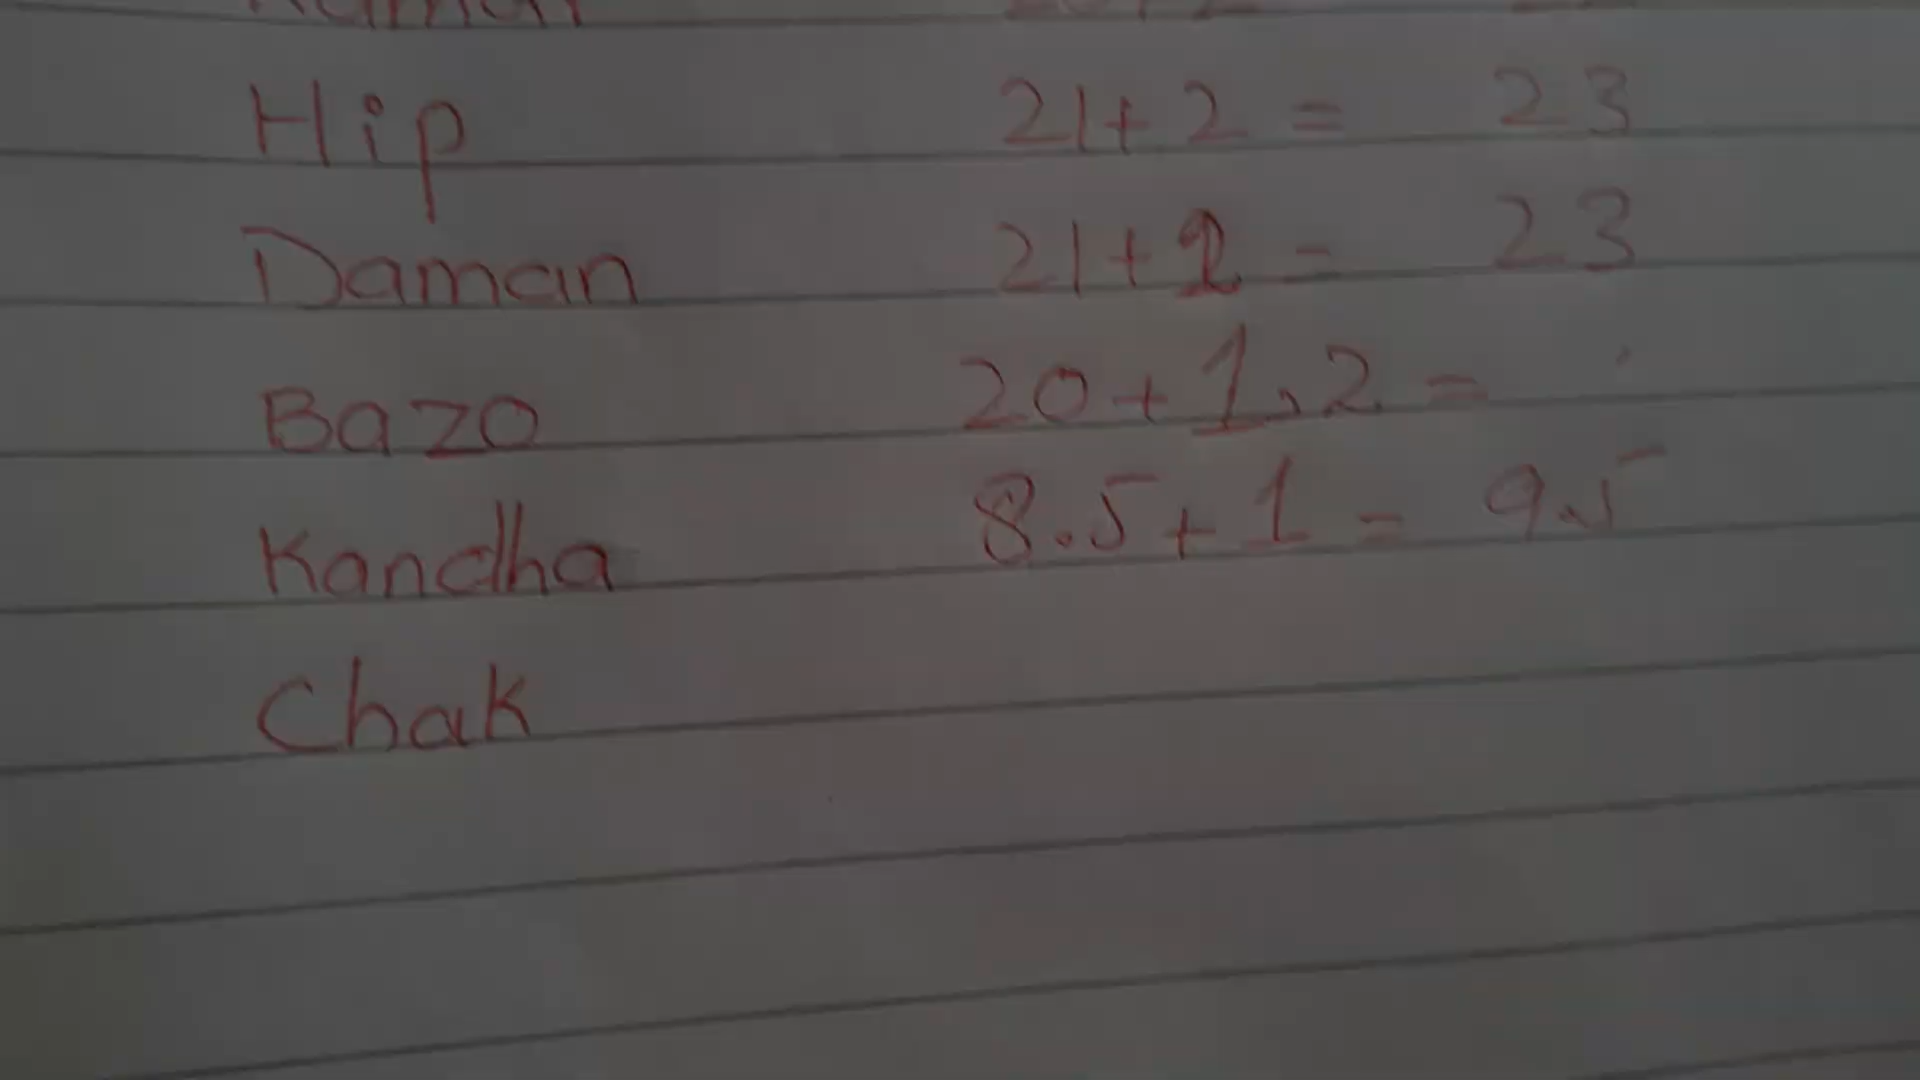 Hip 21+2 = 23
Daman 21+2 = 23
Bazo 20+1,2 =
Kandha 8.5+1 = 9.5
Chak